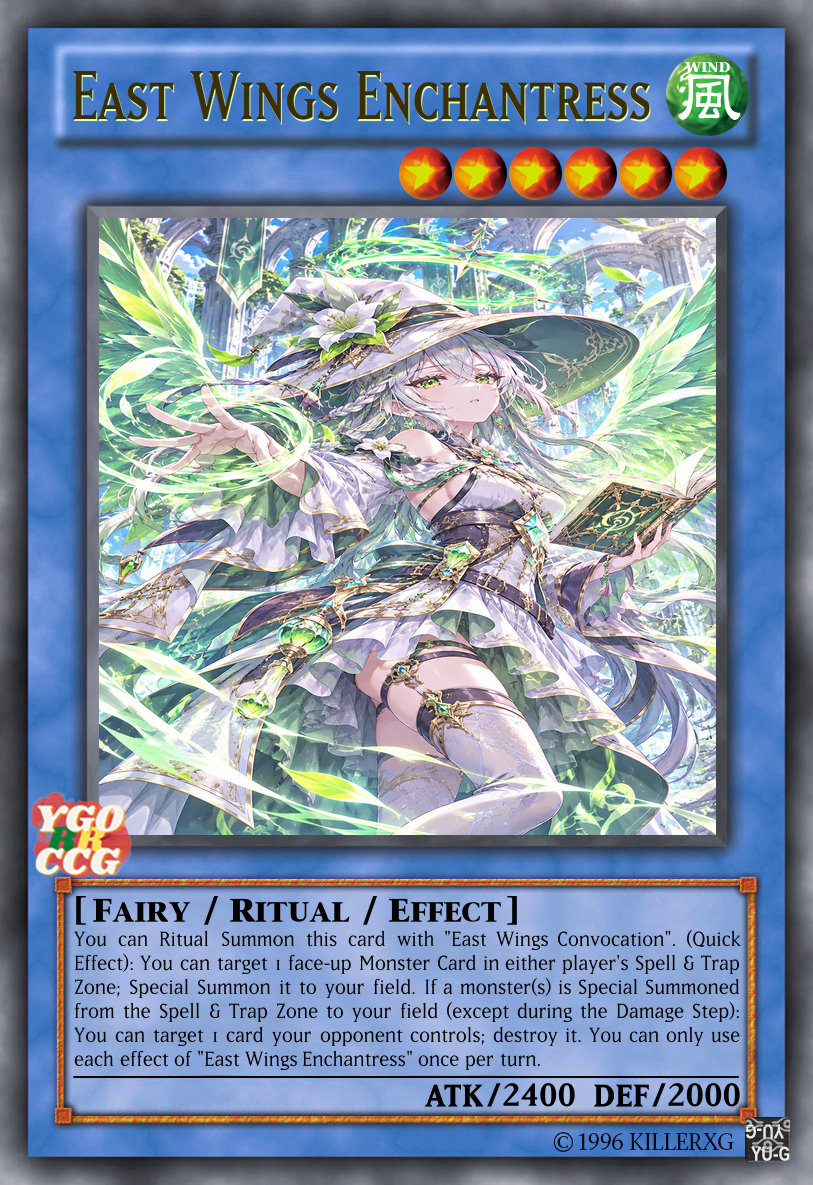 East Wings Enchantress
WIND
風
YGO
RR
CCG
[ Fairy / Ritual / Effect ]
You can Ritual Summon this card with "East Wings Convocation". (Quick
Effect): You can target 1 face-up Monster Card in either player's Spell & Trap
Zone; Special Summon it to your field. If a monster(s) is Special Summoned
from the Spell & Trap Zone to your field (except during the Damage Step):
You can target 1 card your opponent controls; destroy it. You can only use
each effect of "East Wings Enchantress" once per turn.
ATK/2400 DEF/2000
© 1996 KILLERXG
YU-G